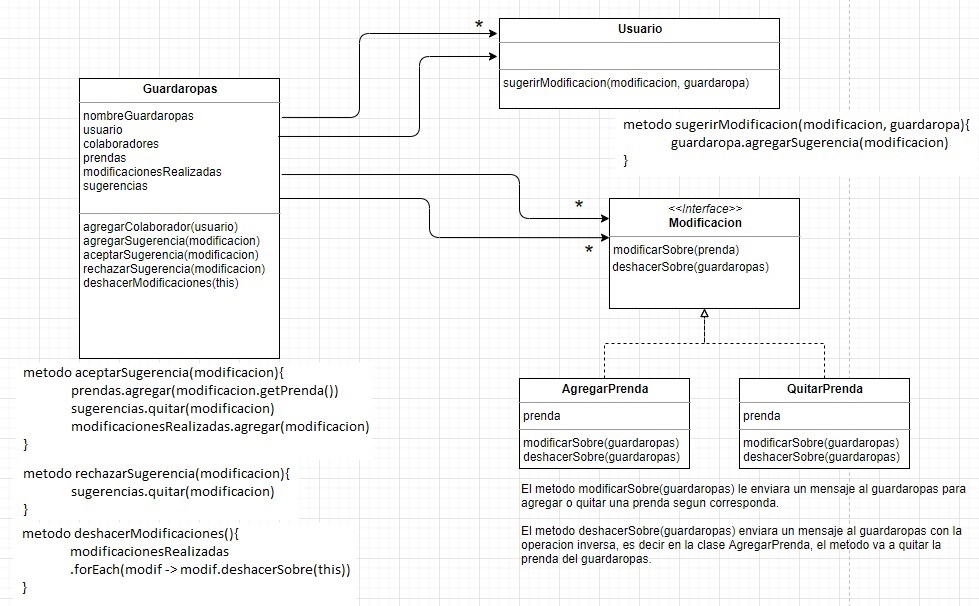 *
Usuario
sugerirModificacion(modificacion, guardaropa)
metodo sugerirModificacion(modificacion, guardaropa){
guardaropa.agregarSugerencia(modificacion)
}
Guardaropas
nombreGuardaropas
usuario
colaboradores
prendas
modificacionesRealizadas
sugerencias
agregarColaborador(usuario)
agregarSugerencia(modificacion)
aceptarSugerencia(modificacion)
rechazarSugerencia(modificacion)
deshacerModificaciones(this)
*
*
<<Interface>>
Modificacion
modificarSobre(prenda)
deshacerSobre(guardaropas)
metodo aceptarSugerencia(modificacion){
prendas.agregar(modificacion.getPrenda())
sugerencias.quitar(modificacion)
modificacionesRealizadas.agregar(modificacion)
}
metodo rechazarSugerencia(modificacion){
sugerencias.quitar(modificacion)
}
metodo deshacerModificaciones(){
modificacionesRealizadas
.forEach(modif -> modif.deshacerSobre(this))
}
AgregarPrenda
prenda
modificarSobre(guardaropas)
deshacerSobre(guardaropas)
QuitarPrenda
prenda
modificarSobre(guardaropas)
deshacerSobre(guardaropas)
El metodo modificarSobre(guardaropas) le enviara un mensaje al guardaropas para
agregar o quitar una prenda segun corresponda.
El metodo deshacerSobre(guardaropas) enviara un mensaje al guardaropas con la
operacion inversa, es decir en la clase AgregarPrenda, el metodo va a quitar la
prenda del guardaropas.